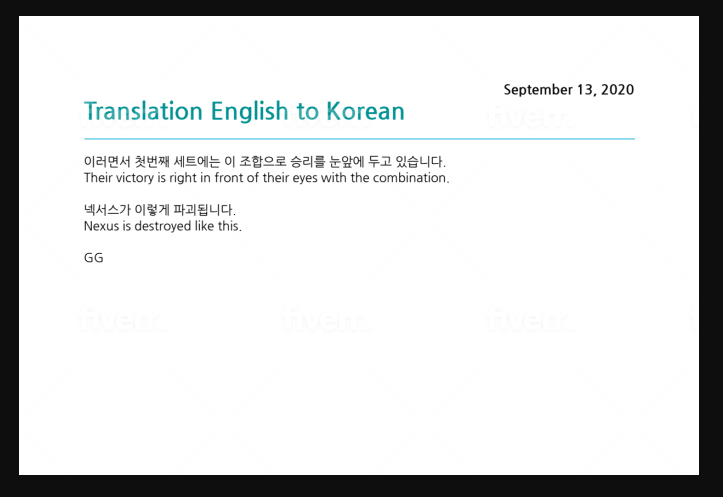 September 13, 2020
Translation English to Korean
이러면서 첫번째 세트에는 이 조합으로 승리를 눈앞에 두고 있습니다.
Their victory is right in front of their eyes with the combination.
넥서스가 이렇게 파괴됩니다.
Nexus is destroyed like this.
GG
fiverr.
fiverr.
fiverr.
fiverr.